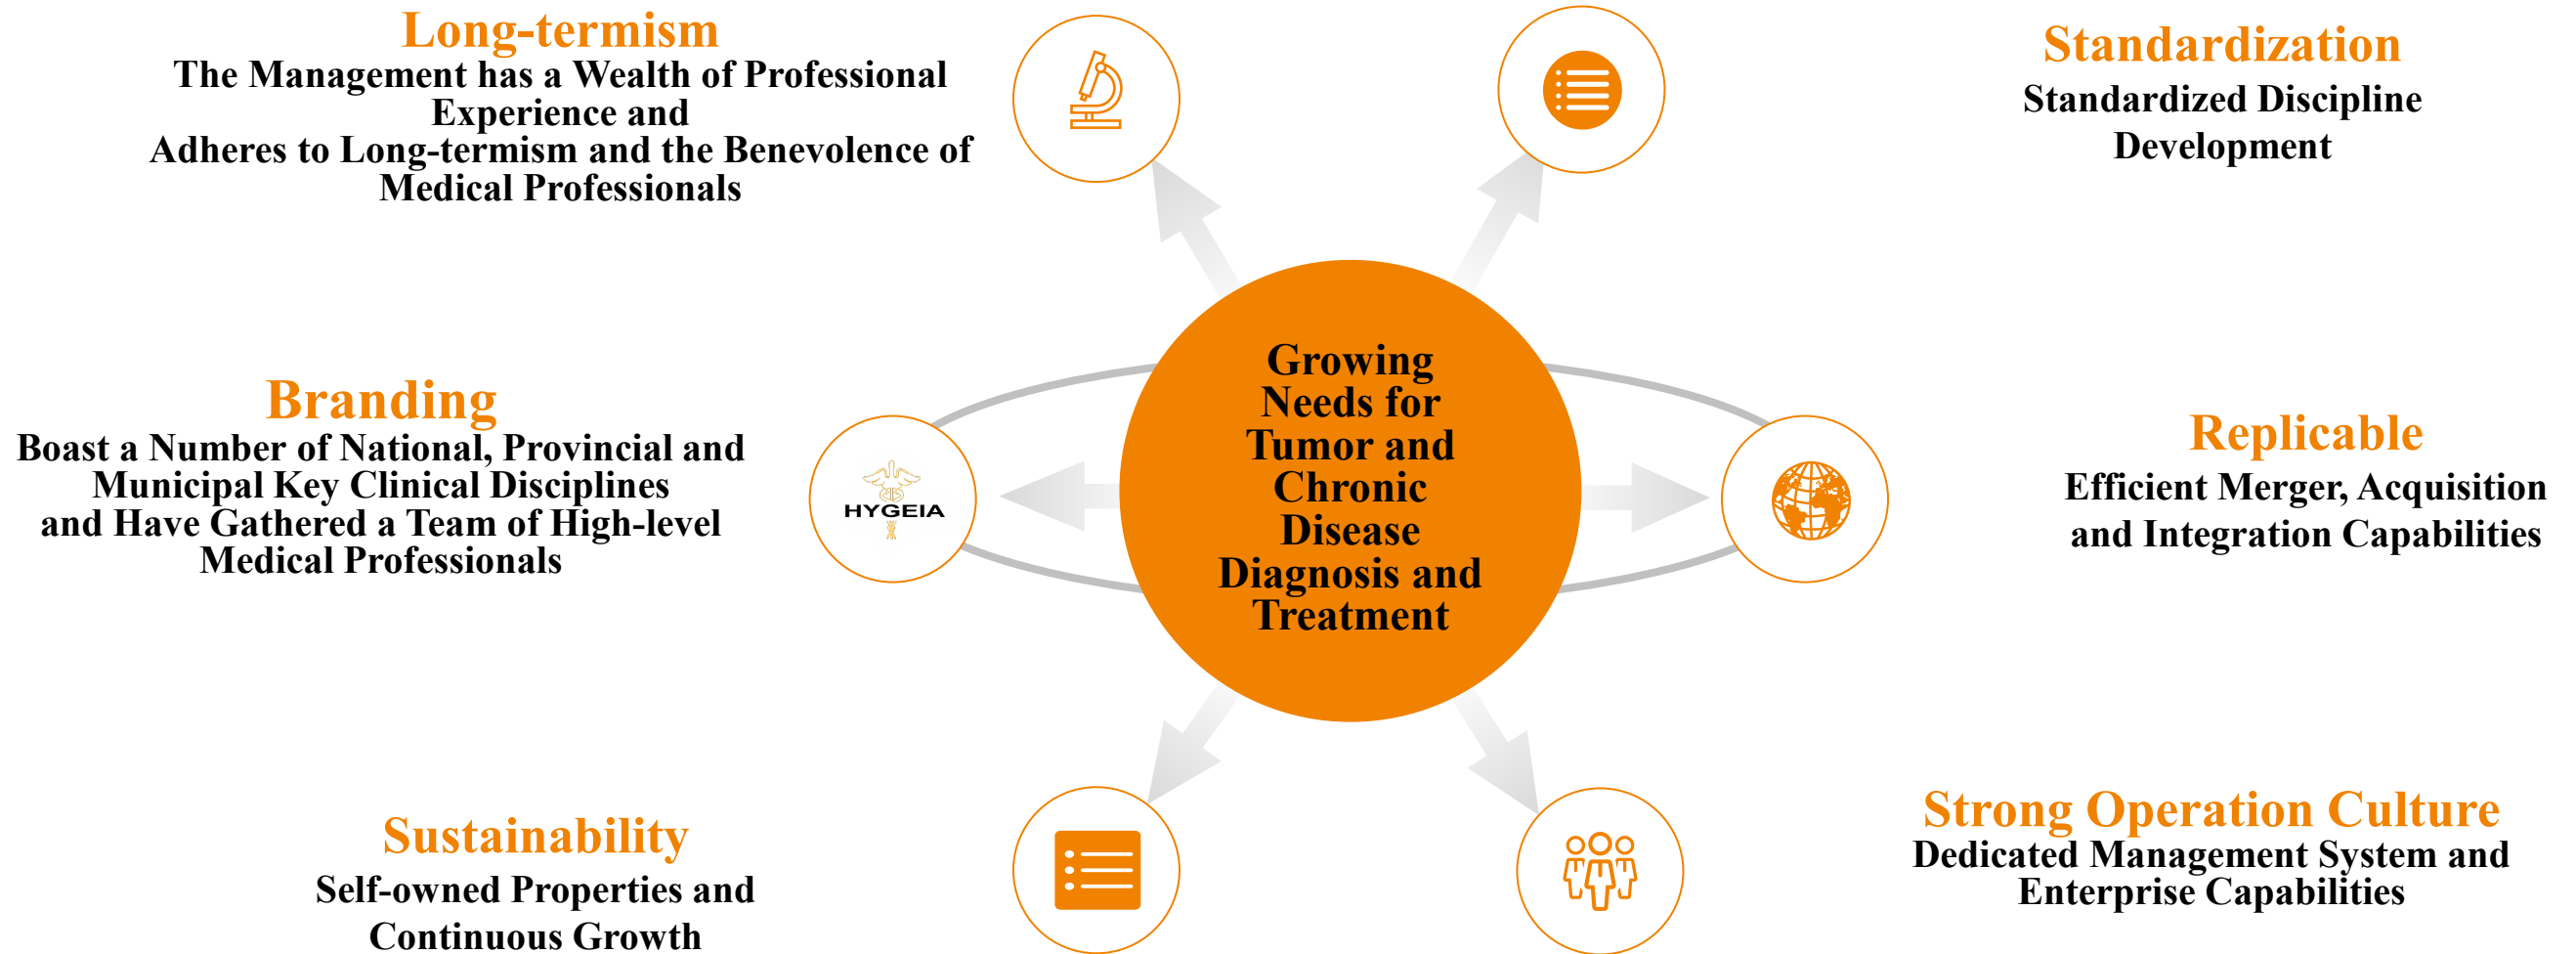 Long-termism
The Management has a Wealth of Professional
Experience and
Adheres to Long-termism and the Benevolence of
Medical Professionals
Standardization
Standardized Discipline
Development
Branding
Boast a Number of National, Provincial and
Municipal Key Clinical Disciplines
and Have Gathered a Team of High-level
Medical Professionals
HYGEIA
Growing
Needs for
Tumor and
Chronic
Disease
Diagnosis and
Treatment
Replicable
Efficient Merger, Acquisition
and Integration Capabilities
Sustainability
Self-owned Properties and
Continuous Growth
Strong Operation Culture
Dedicated Management System and
Enterprise Capabilities